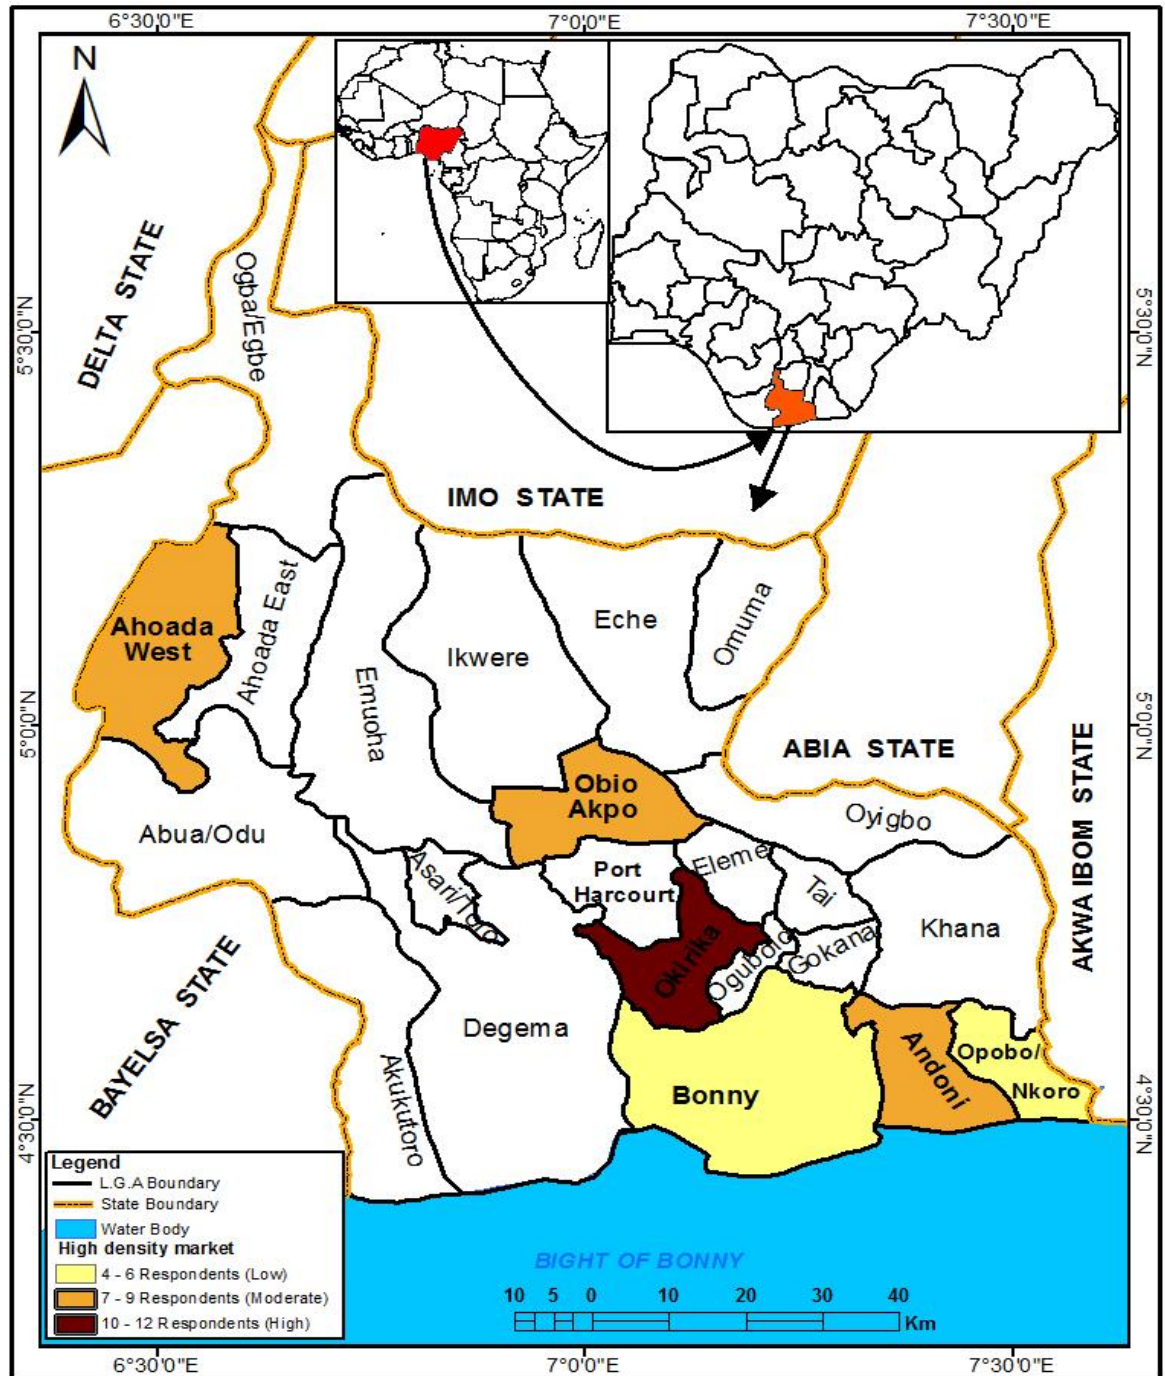 6°30'0"E 7°0'0"E 7°30'0"E
N
DELTA STATE
Ogba/Egbe
5°30'0"N
5°30'0"N
IMO STATE
Ahoada
West
Ahoada East
Emuoha
Ikwere
Eche
Omuma
5°0'0"N
5°0'0"N
ABIA STATE
AKWA IBOM STATE
Obio
Akpo
Abua/Odu
Oyigbo
Asari/Toro
Port
Harcourt
Eleme
Tai
Khana
Okirika
Ogubolo
Gokana
BAYELSA STATE
Degema
Akukutoro
Bonny
Andoni
Opobo/
Nkoro
4°30'0"N
4°30'0"N
Legend
L.G.A Boundary
State Boundary
Water Body
High density market
4 - 6 Respondents (Low)
7 - 9 Respondents (Moderate)
10 - 12 Respondents (High)
BIGHT OF BONNY
10 5 0 10 20 30 40
Km
6°30'0"E 7°0'0"E 7°30'0"E